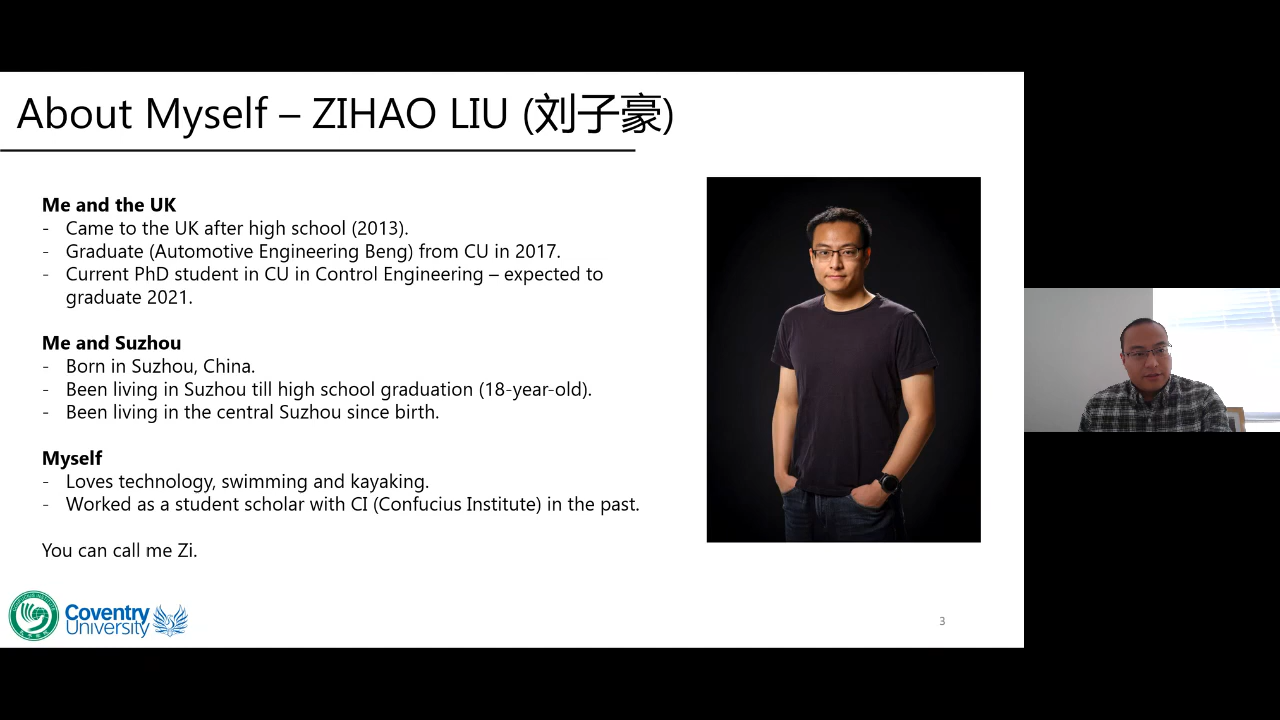 About Myself – ZIHAO LIU (刘子豪)
Me and the UK
- Came to the UK after high school (2013).
- Graduate (Automotive Engineering Beng) from CU in 2017.
- Current PhD student in CU in Control Engineering – expected to
graduate 2021.
Me and Suzhou
- Born in Suzhou, China.
- Been living in Suzhou till high school graduation (18-year-old).
- Been living in the central Suzhou since birth.
Myself
- Loves technology, swimming and kayaking.
- Worked as a student scholar with CI (Confucius Institute) in the past.
You can call me Zi.
Coventry
University
3